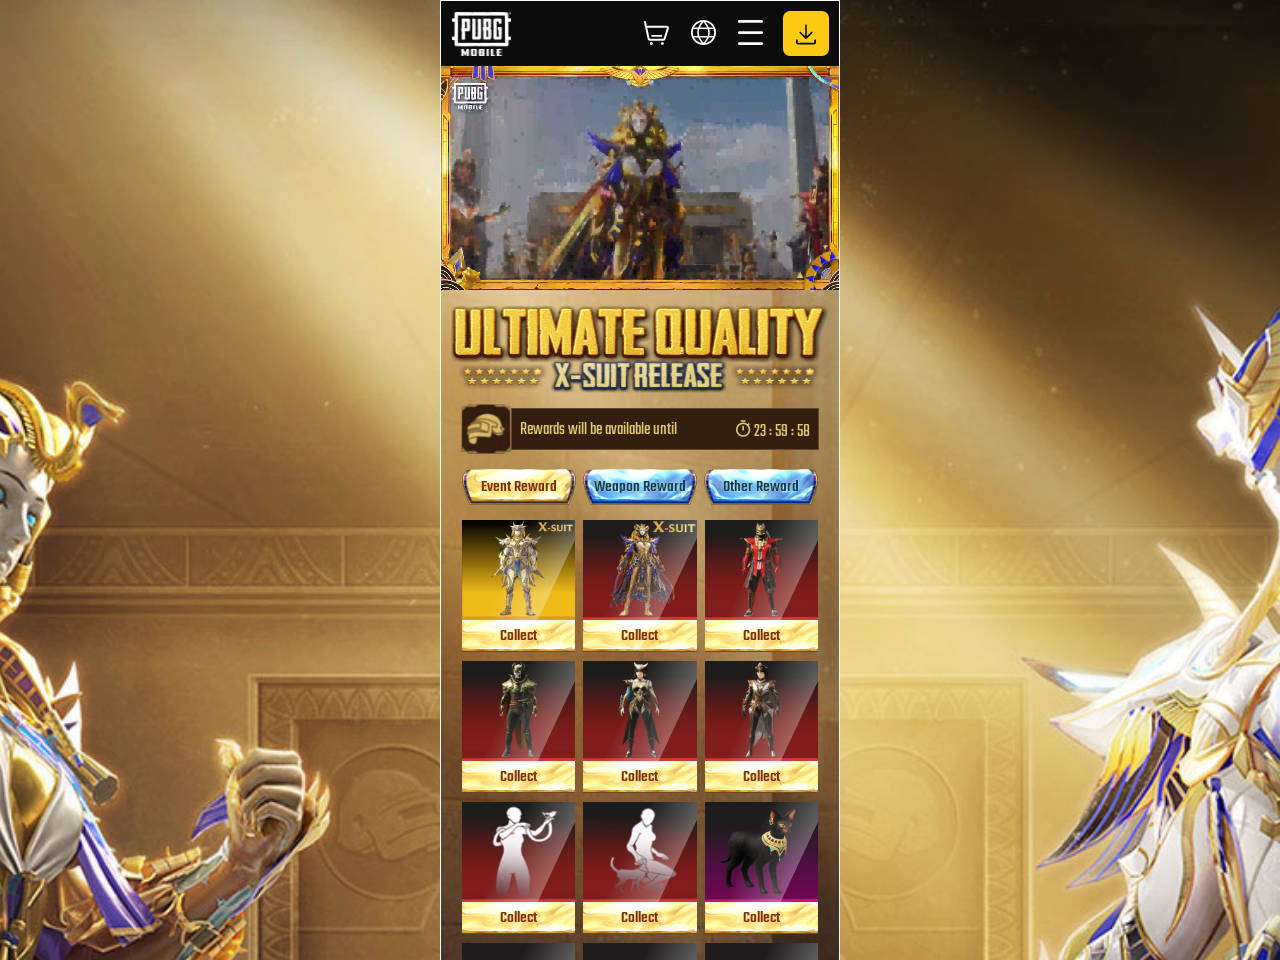 PUBG
MOBILE
PUBG
MOBILE
ULTIMATE QUALITY
X-SUIT RELEASE
Rewards will be available until
23 : 59 : 58
Event Reward
Weapon Reward
Other Reward
X-SUIT
X-SUIT
Collect
Collect
Collect
Collect
Collect
Collect
Collect
Collect
Collect